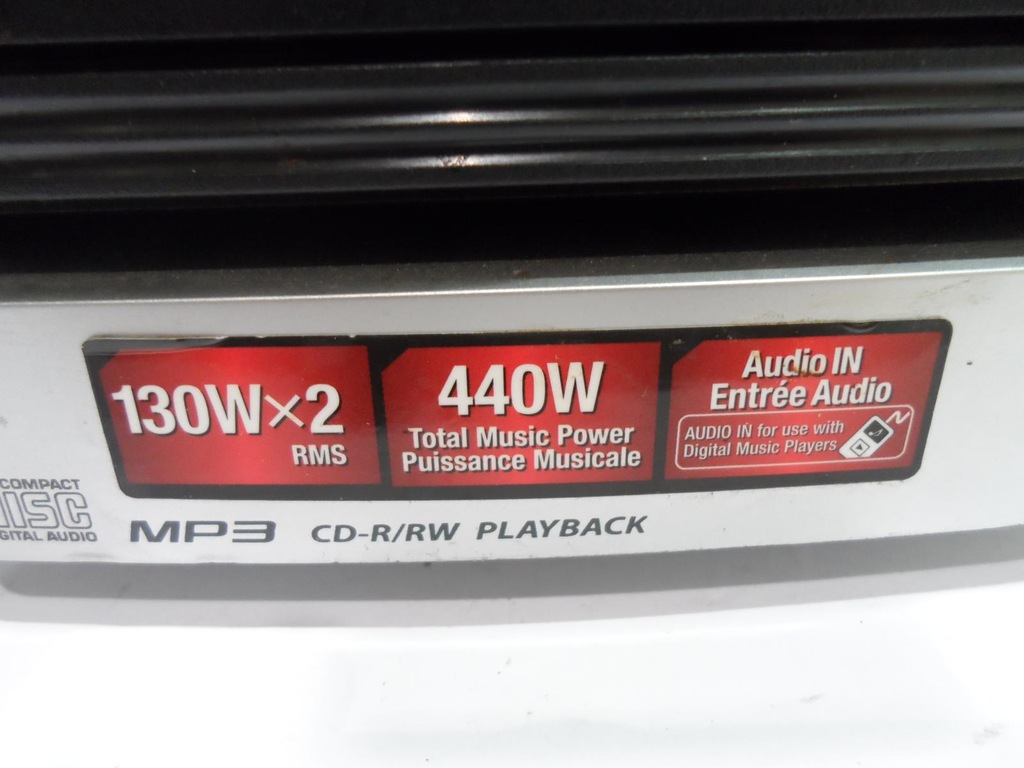 130W×2
RMS
440W
Total Music Power
Puissance Musicale
Audio IN
Entrée Audio
AUDIO IN for use with
Digital Music Players
COMPACT
DISC
DIGITAL AUDIO
MP3 CD-R/RW PLAYBACK